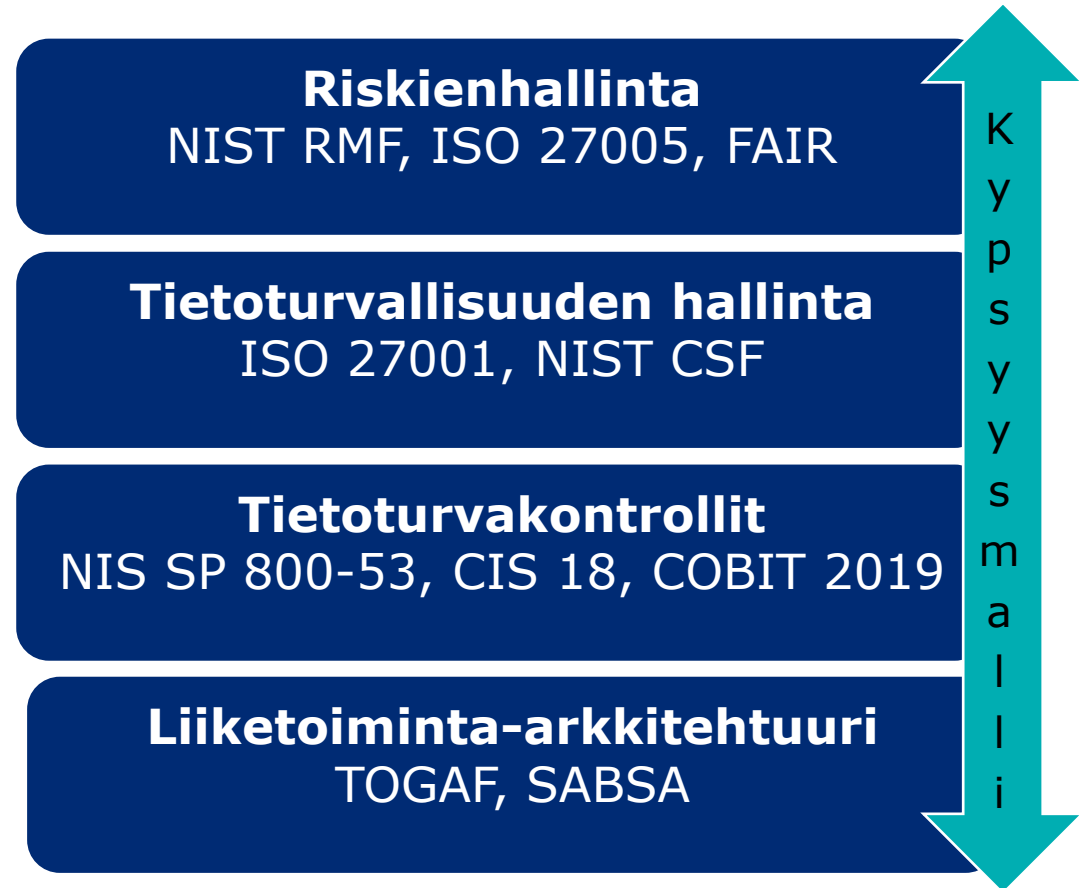 Riskienhallinta
NIST RMF, ISO 27005, FAIR
Tietoturvallisuuden hallinta
ISO 27001, NIST CSF
Tietoturvakontrollit
NIS SP 800-53, CIS 18, COBIT 2019
Liiketoiminta-arkkitehtuuri
TOGAF, SABSA
Kypsyysmalli